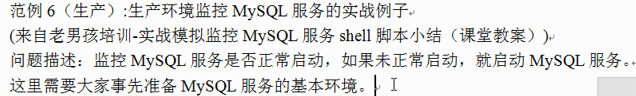 范例 6（生产）:生产环境监控 MySQL 服务的实战例子
(来自老男孩培训-实战模拟监控 MySQL 服务 shell 脚本小结（课堂教案）)
问题描述：监控 MySQL 服务是否正常启动，如果未正常启动，就启动 MySQL 服务。
这里需要大家事先准备 MySQL 服务的基本环境。